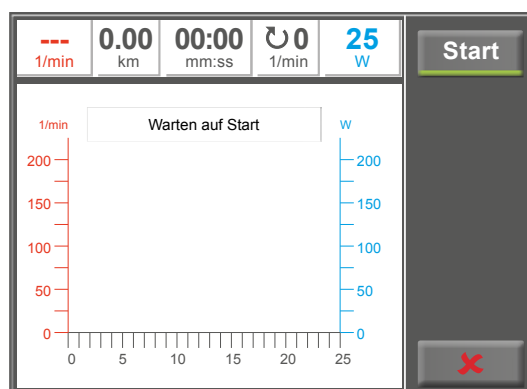 --- 0.00 00:00 ↻ 0 25 Start
1/min km mm:ss 1/min W
1/min Warten auf Start W
200 200
150 150
100 100
50 50
0 0
0 5 10 15 20 25